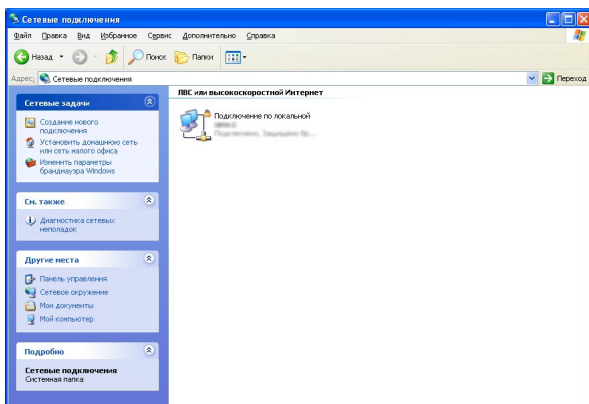 Сетевые подключения
Файл Правка Вид Избранное Сервис Дополнительно Справка
Назад Поиск Папки
Адрес: Сетевые подключения Переход
ЛВС или высокоскоростной Интернет
Подключение по локальной
Подключено, Защищено бр...
Сетевые задачи
Создание нового
подключения
Установить домашнюю сеть
или сеть малого офиса
Изменить параметры
брандмауэра Windows
См. также
Диагностика сетевых
неполадок
Другие места
Панель управления
Сетевое окружение
Мои документы
Мой компьютер
Подробно
Сетевые подключения
Системная папка